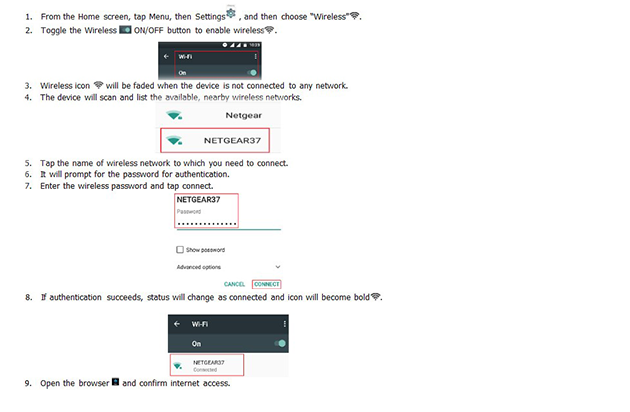 1. From the Home screen, tap Menu, then Settings , and then choose "Wireless" .
2. Toggle the Wireless ON/OFF button to enable wireless .
Wi-Fi
On
3. Wireless icon will be faded when the device is not connected to any network.
4. The device will scan and list the available, nearby wireless networks.
Netgear
NETGEAR37
5. Tap the name of wireless network to which you need to connect.
6. It will prompt for the password for authentication.
7. Enter the wireless password and tap connect.
NETGEAR37
Password
••••••••••••••
Show password
Advanced options
CANCEL CONNECT
8. If authentication succeeds, status will change as connected and icon will become bold .
Wi-Fi
On
NETGEAR37
Connected
9. Open the browser and confirm internet access.